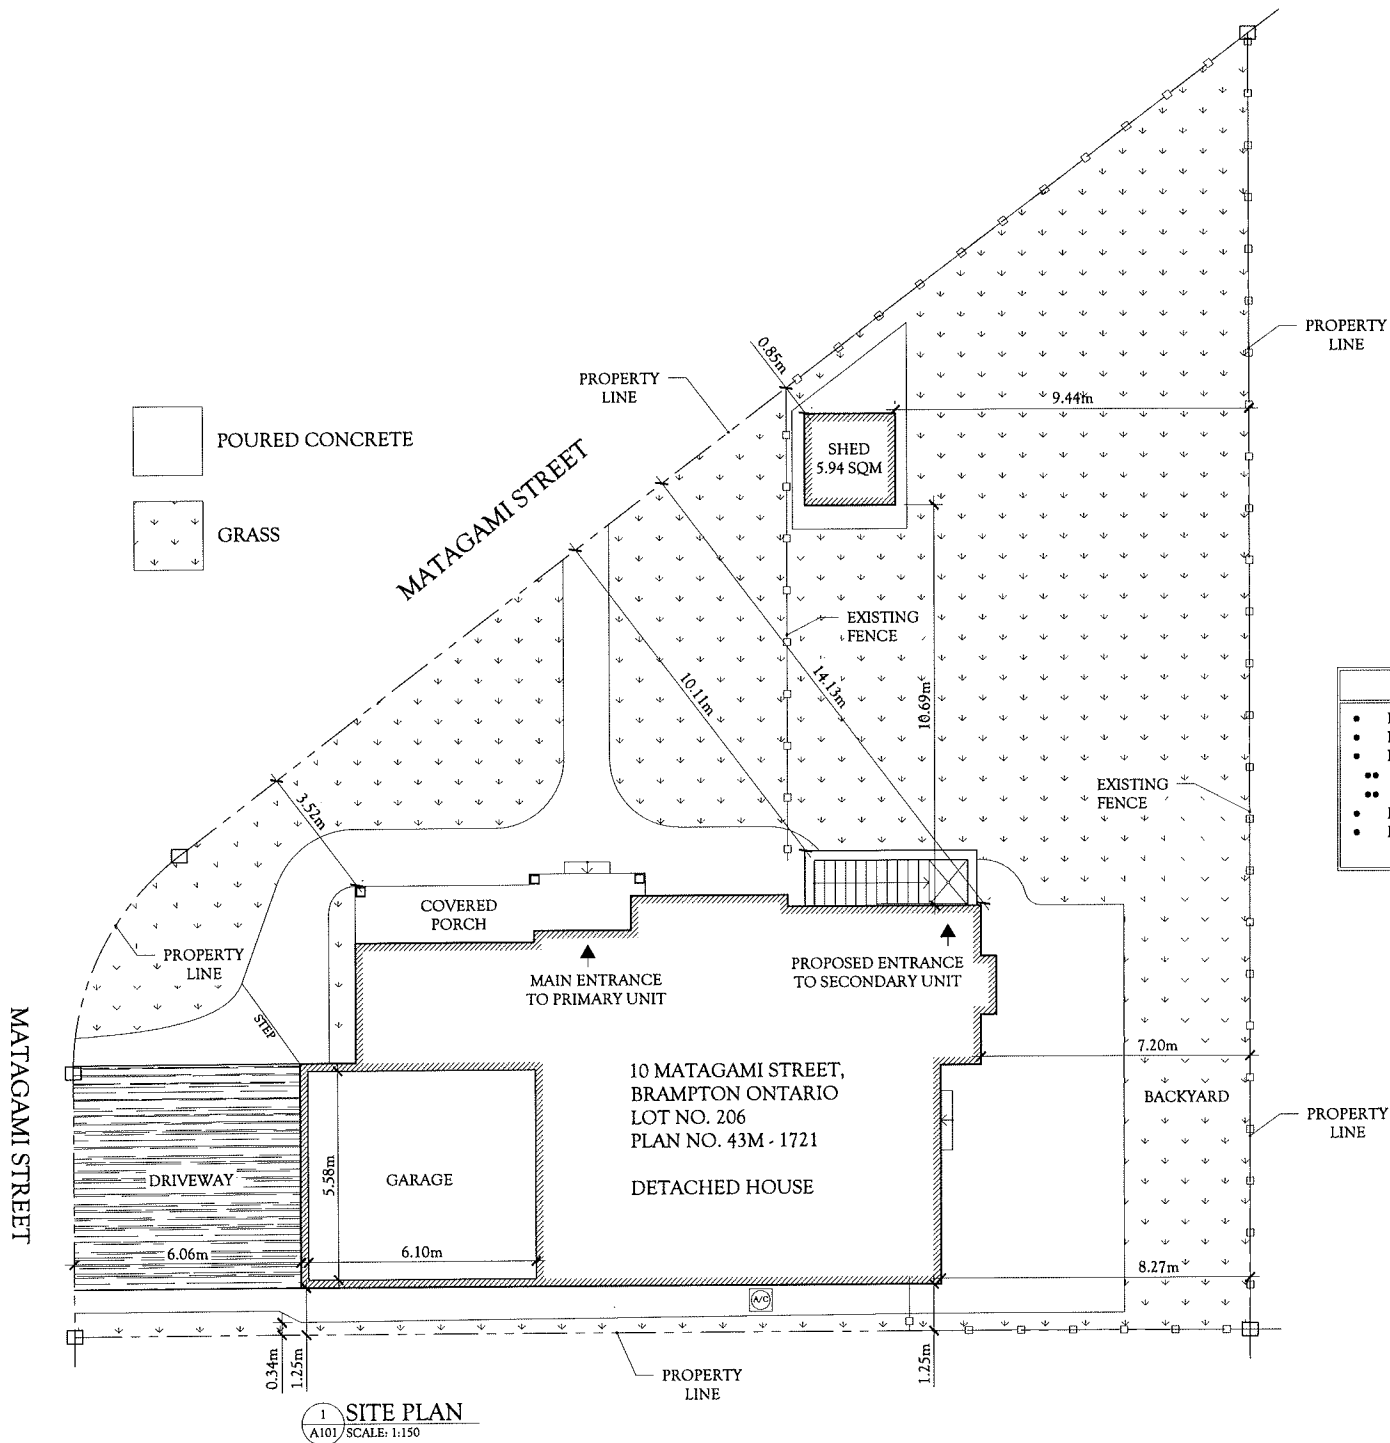 PROPERTY
LINE
0.85m
PROPERTY
LINE
9.44m
POURED CONCRETE
SHED
5.94 SQM
MATAGAMI STREET
GRASS
EXISTING
FENCE
10.11m
14.13m
10.69m
EXISTING
FENCE
3.52m
COVERED
PORCH
PROPERTY
LINE
MAIN ENTRANCE
TO PRIMARY UNIT
PROPOSED ENTRANCE
TO SECONDARY UNIT
STEP
MATAGAMI STREET
7.20m
10 MATAGAMI STREET,
BRAMPTON ONTARIO
LOT NO. 206
PLAN NO. 43M - 1721
DETACHED HOUSE
BACKYARD
PROPERTY
LINE
DRIVEWAY
5.58m
GARAGE
6.06m
6.10m
8.27m
A/C
0.34m
1.25m
1.25m
PROPERTY
LINE
1
A101
SITE PLAN
SCALE: 1:150